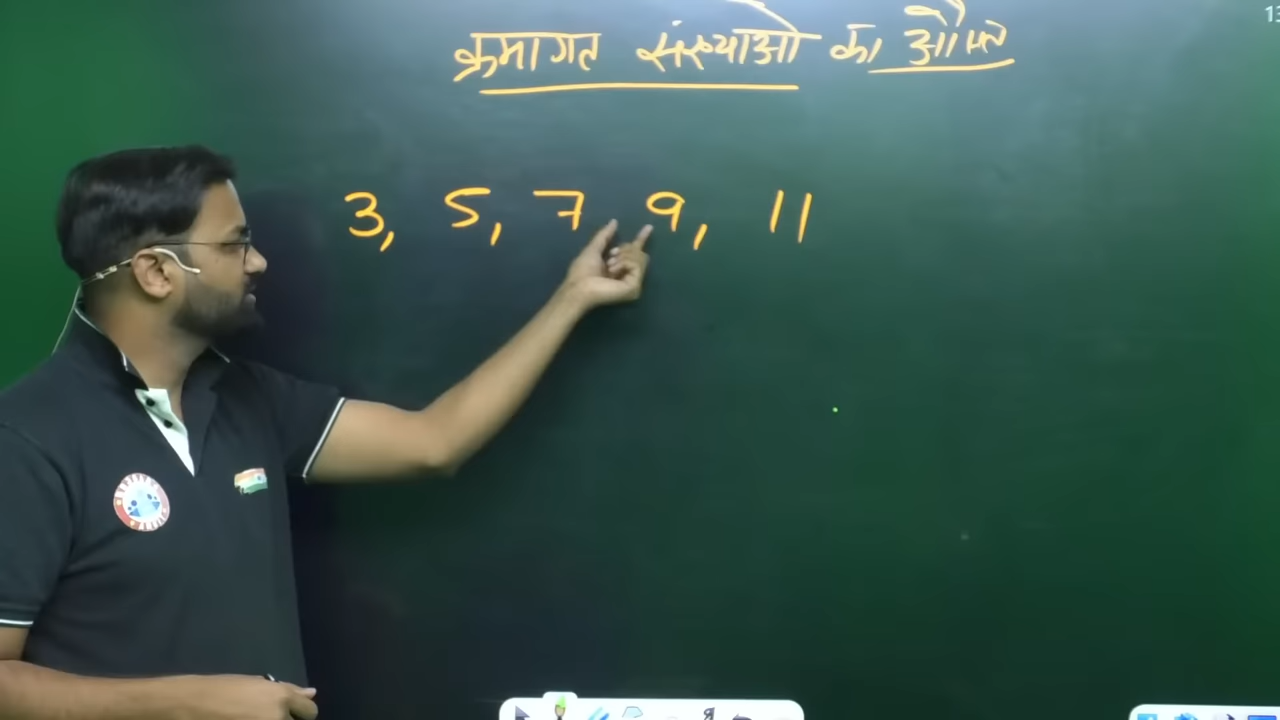 क्रमागत संख्याओ का औसत
3, 5, 7 9, 11